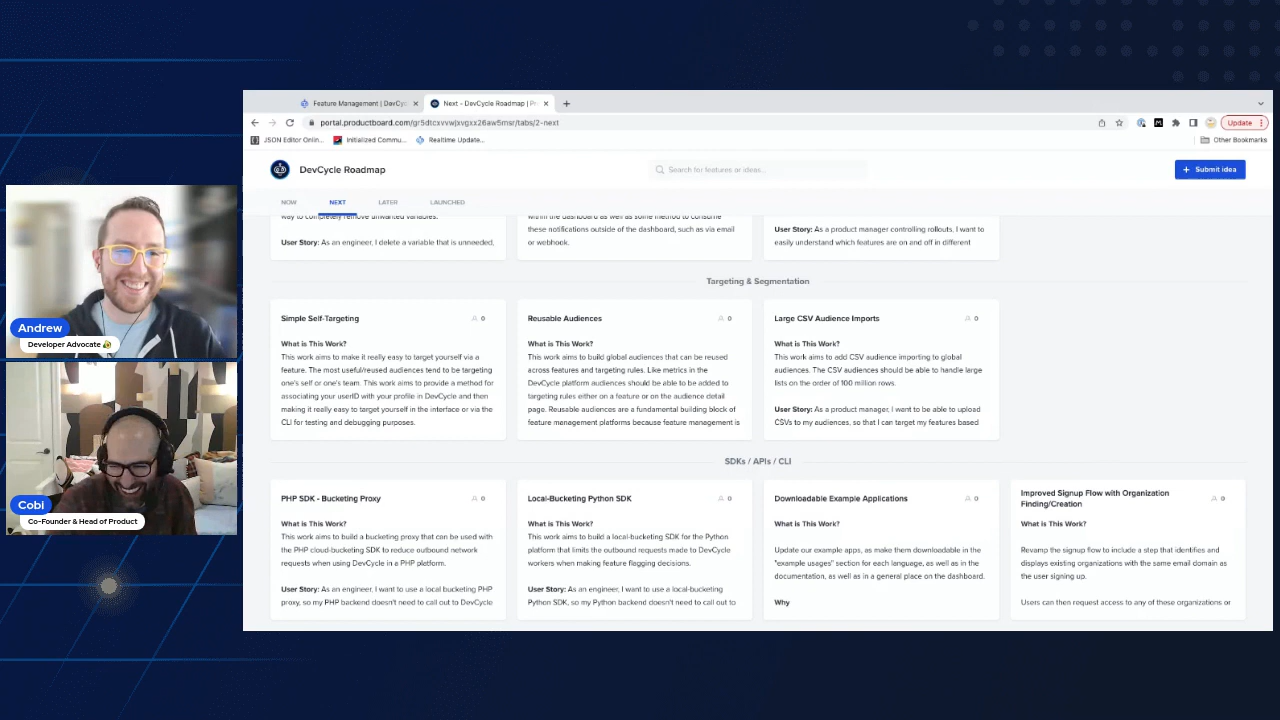 Feature Management | DevCyc
Next - DevCycle Roadmap | Pr
portal.productboard.com/gr5dtcxvvwjxvgxx26aw5msr/tabs/2-next
Update
JSON Editor Onlin...
Initialized Commu...
Realtime Update...
Other Bookmarks
DevCycle Roadmap
Search for features or ideas...
+ Submit idea
NOW
NEXT
LATER
LAUNCHED
way to completely remove unwanted variables.
User Story: As an engineer, I delete a variable that is unneeded,
within the dashboard as well as some method to consume
these notifications outside of the dashboard, such as via email
or webhook.
User Story: As a product manager controlling rollouts, I want to
easily understand which features are on and off in different
Targeting & Segmentation
Simple Self-Targeting
0
What is This Work?
This work aims to make it really easy to target yourself via a
feature. The most useful/reused audiences tend to be targeting
one's self or one's team. This work aims to provide a method for
associating your userID with your profile in DevCycle and then
making it really easy to target yourself in the interface or via the
CLI for testing and debugging purposes.
Reusable Audiences
0
What is This Work?
This work aims to build global audiences that can be reused
across features and targeting rules. Like metrics in the
DevCycle platform audiences should be able to be added to
targeting rules either on a feature or on the audience detail
page. Reusable audiences are a fundamental building block of
feature management platforms because feature management is
Large CSV Audience Imports
0
What is This Work?
This work aims to add CSV audience importing to global
audiences. The CSV audiences should be able to handle large
lists on the order of 100 million rows.
User Story: As a product manager, I want to be able to upload
CSVs to my audiences, so that I can target my features based
SDKs / APIs / CLI
PHP SDK - Bucketing Proxy
0
What is This Work?
This work aims to build a bucketing proxy that can be used with
the PHP cloud-bucketing SDK to reduce outbound network
requests when using DevCycle in a PHP platform.
User Story: As an engineer, I want to use a local bucketing PHP
proxy, so my PHP backend doesn't need to call out to DevCycle
Local-Bucketing Python SDK
0
What is This Work?
This work aims to build a local-bucketing SDK for the Python
platform that limits the outbound requests made to DevCycle
workers when making feature flagging decisions.
User Story: As an engineer, I want to use a local-bucketing
Python SDK, so my Python backend doesn't need to call out to
Downloadable Example Applications
0
What is This Work?
Update our example apps, as make them downloadable in the
"example usages" section for each language, as well as in the
documentation, as well as in a general place on the dashboard.
Why
Improved Signup Flow with Organization
Finding/Creation
0
What is This Work?
Revamp the signup flow to include a step that identifies and
displays existing organizations with the same email domain as
the user signing up.
Users can then request access to any of these organizations or
Andrew
Developer Advocate
Cobi
Co-Founder & Head of Product